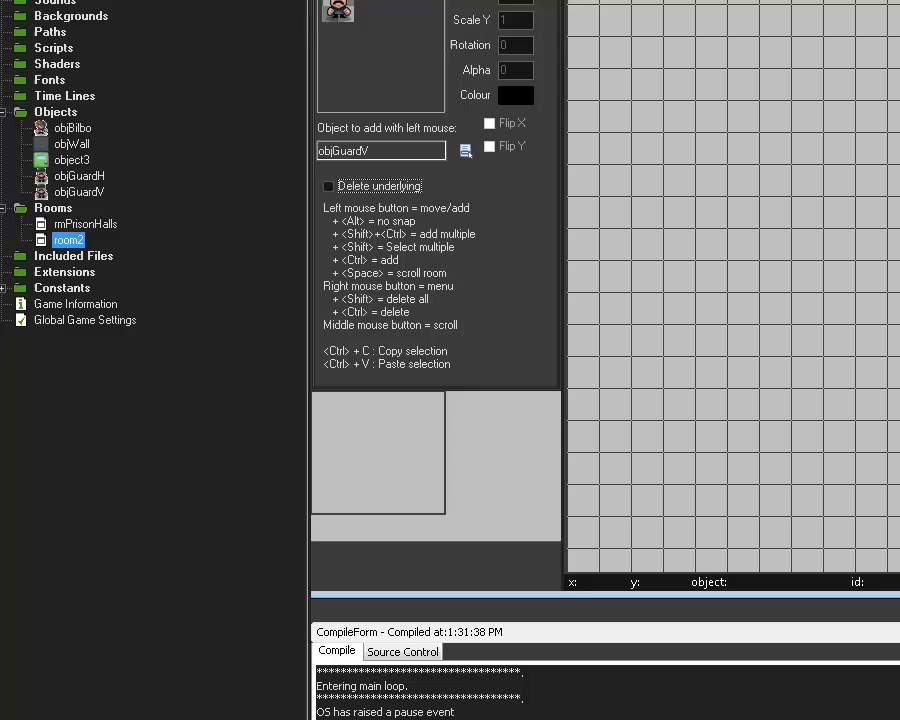 Sounds
Backgrounds
Paths
Scripts
Shaders
Fonts
Time Lines
Objects
objBilbo
objWall
object3
objGuardH
objGuardV
Rooms
rmPrisonHalls
room2
Included Files
Extensions
Constants
Game Information
Global Game Settings
Scale Y 1
Rotation 0
Alpha 0
Colour
Flip X
Object to add with left mouse:
Flip Y
objGuardV
Delete underlying
Left mouse button = move/add
+ <Alt> = no snap
+ <Shift>+<Ctrl> = add multiple
+ <Shift> = Select multiple
+ <Ctrl> = add
+ <Space> = scroll room
Right mouse button = menu
+ <Shift> = delete all
+ <Ctrl> = delete
Middle mouse button = scroll
<Ctrl> + C : Copy selection
<Ctrl> + V : Paste selection
x: y: object: id:
CompileForm - Compiled at:1:31:38 PM
Compile Source Control
**********************************.
Entering main loop.
**********************************.
OS has raised a pause event